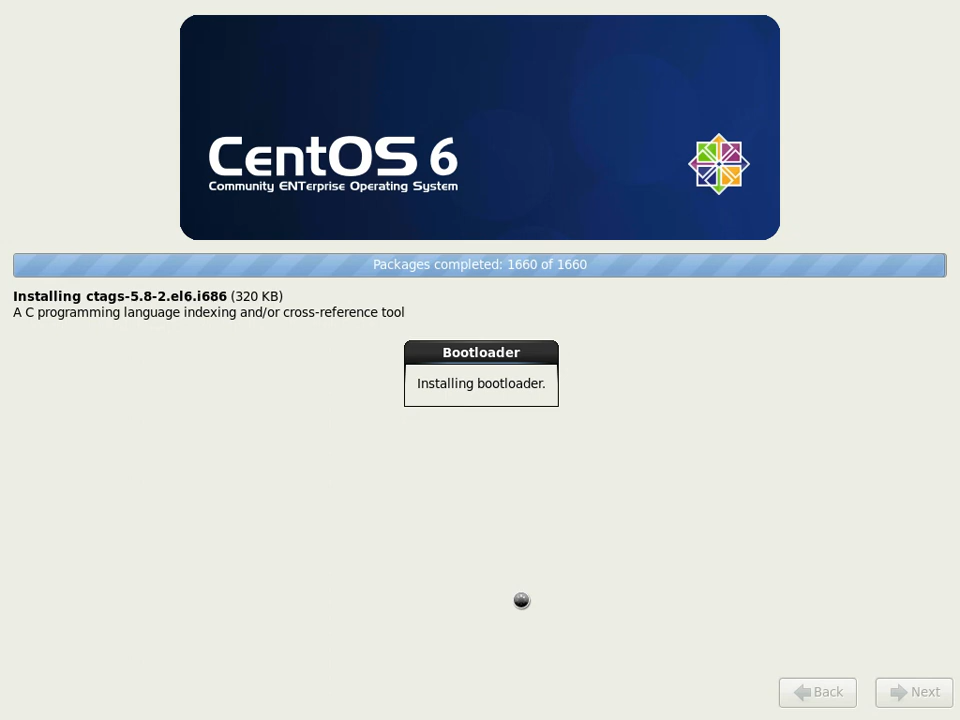 CentOS 6
Community ENTerprise Operating System
Packages completed: 1660 of 1660
Installing ctags-5.8-2.el6.i686 (320 KB)
A C programming language indexing and/or cross-reference tool
Bootloader
Installing bootloader.
Back
Next